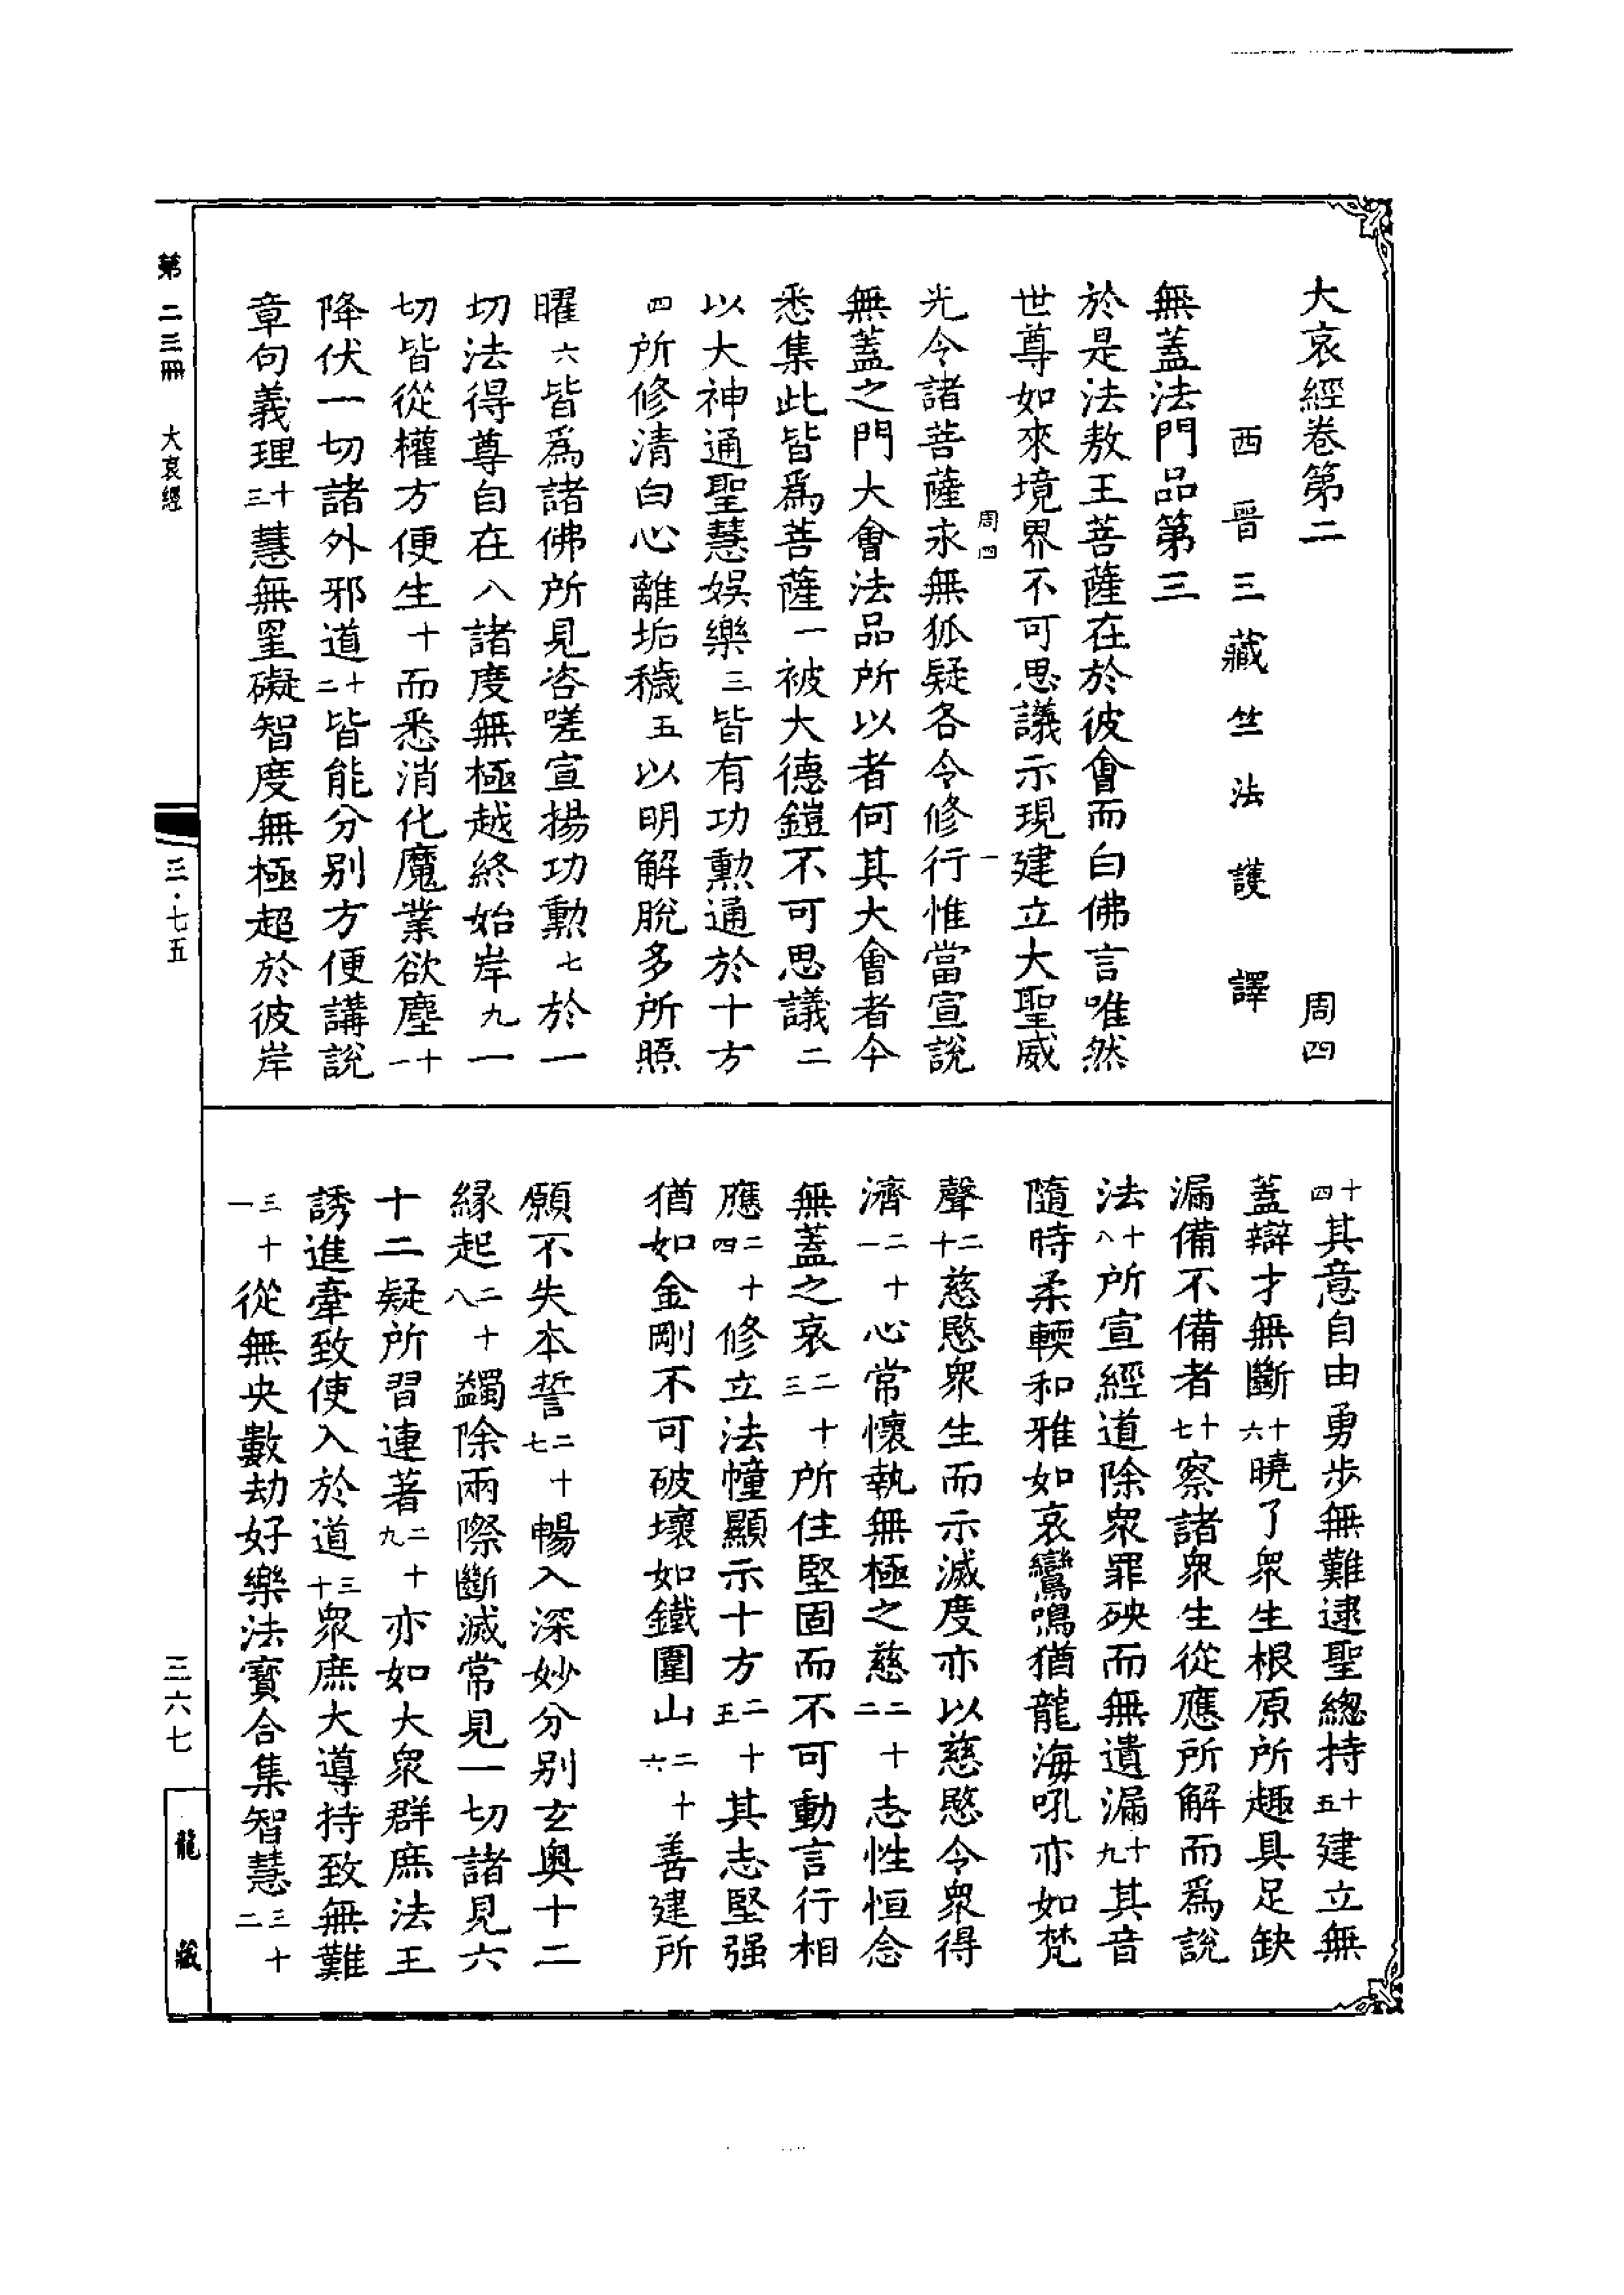 大哀經卷第二　周四
西晉三藏竺法護　譯
無蓋法門品第三
於是法敖王菩薩在於彼會而白佛言唯然
世尊如來境界不可思議示現建立大聖威
周四　一
光令諸菩薩永無狐疑各令修行惟當宣說
無蓋之門大會法品所以者何其大會者今
悉集此皆爲菩薩一被大德鎧不可思議二
以大神通聖慧娛樂三皆有功勲通於十方
四所修清白心離垢穢五以明解脫多所照
曜六皆爲諸佛所見咨嗟宣揚功勲七於一
切法得尊自在八諸度無極越終始岸九一
切皆從權方便生十而悉消化魔業欲塵十一
降伏一切諸外邪道十二皆能分别方便講說
章句義理十三慧無罣礙智度無極超於彼岸
十四其意自由勇步無難逮聖總持十五建立無
蓋辯才無斷十六曉了衆生根原所趣具足缺
漏備不備者十七察諸衆生從應所解而爲說
法十八所宣經道除衆罪殃而無遺漏十九其音
隨時柔輭和雅如哀鸞鳴猶龍海吼亦如梵
聲二十慈愍衆生而示滅度亦以慈愍令衆得
濟二十一心常懷執無極之慈二十二志性恒念
無蓋之哀二十三所住堅固而不可動言行相
應二十四修立法幢顯示十方二十五其志堅强
猶如金剛不可破壞如鐵圍山二十六善建所
願不失本誓二十七暢入深妙分别玄奥十二
緣起二十八蠲除兩際斷滅常見一切諸見六
十二疑所習連著二十九亦如大衆群庶法王
誘進牽致使入於道三十衆庶大導持致無難
三十一從無央數劫好樂法寶合集智慧三十二
第二三冊　大哀經
三·七五
三六七
龍藏